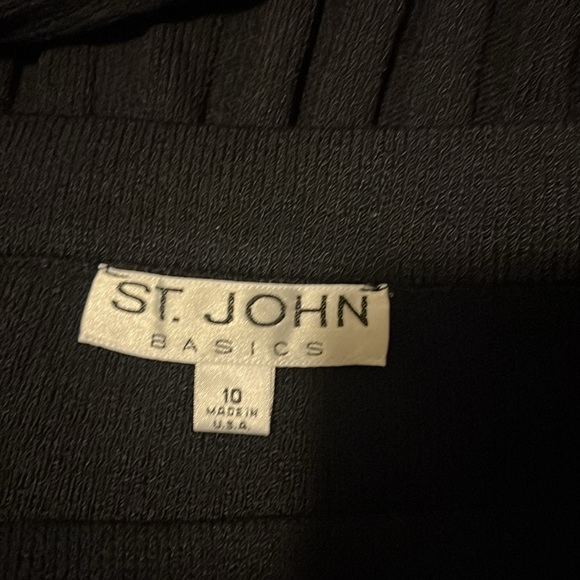 ST. JOHN
BASICS
10
MADE IN
U.S.A.